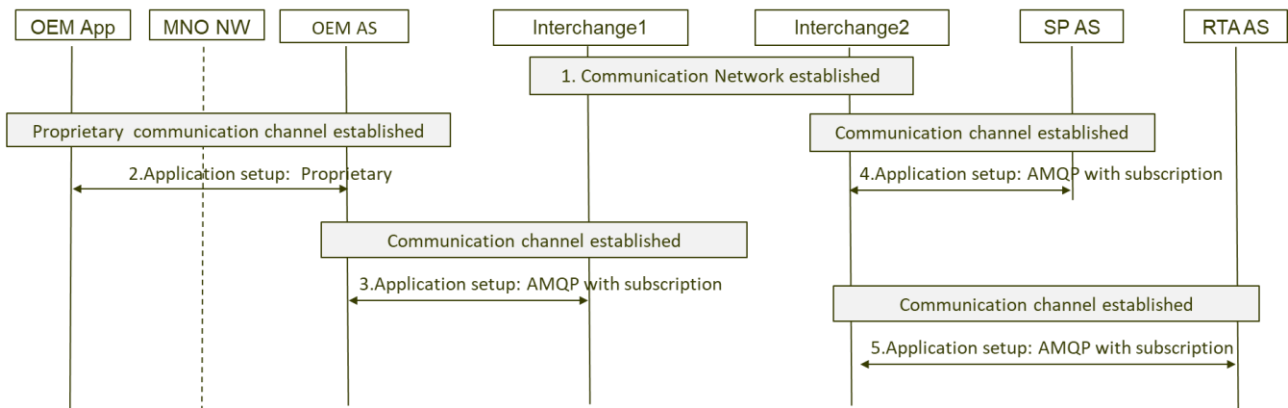 OEM App
MNO NW
OEM AS
Interchange1
Interchange2
SP AS
RTA AS
1. Communication Network established
Proprietary communication channel established
Communication channel established
2.Application setup: Proprietary
4.Application setup: AMQP with subscription
Communication channel established
3.Application setup: AMQP with subscription
Communication channel established
5.Application setup: AMQP with subscription